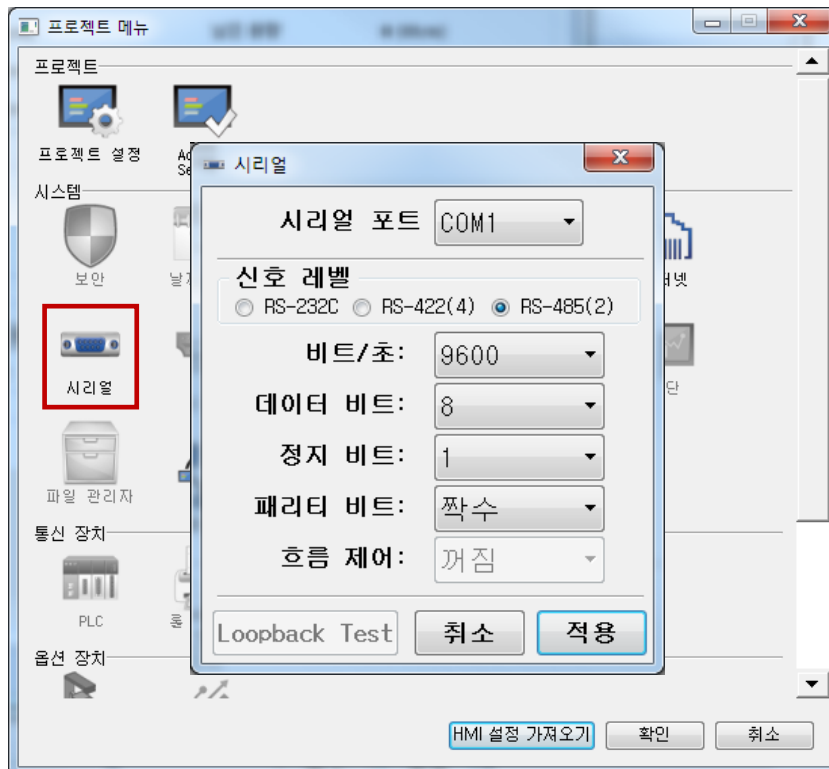 프로젝트 메뉴
프로젝트
프로젝트 설정
시스템
보안
시리얼
파일 관리자
통신 장치
PLC
옵션 장치
시리얼
시리얼 포트 COM1
신호 레벨
RS-232C RS-422(4) RS-485(2)
비트/초: 9600
데이터 비트: 8
정지 비트: 1
패리티 비트: 짝수
흐름 제어: 꺼짐
Loopback Test 취소 적용
HMI 설정 가져오기 확인 취소